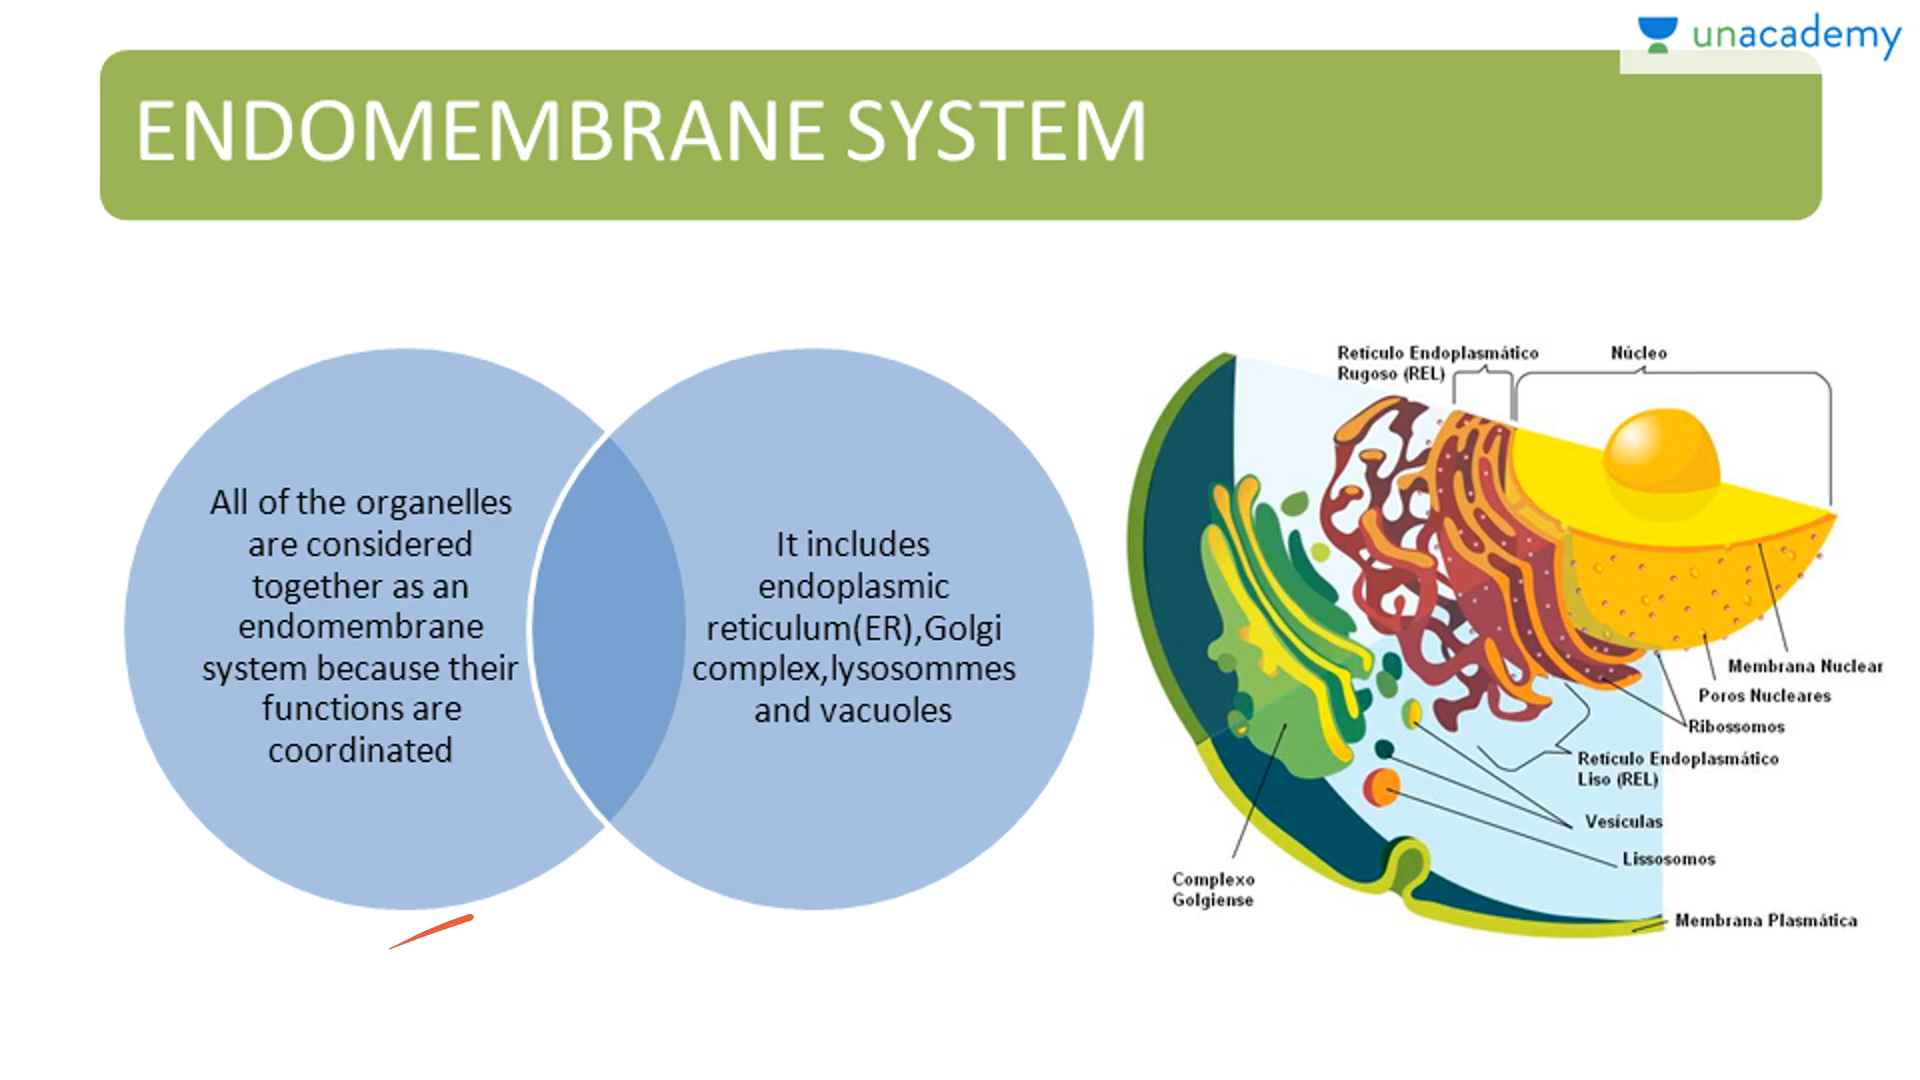 unacademy
ENDOMEMBRANE SYSTEM
All of the organelles
are considered
together as an
endomembrane
system because their
functions are
coordinated
It includes
endoplasmic
reticulum(ER),Golgi
complex,lysosommes
and vacuoles
Retículo Endoplasmático
Rugoso (REL)
Núcleo
Membrana Nuclear
Poros Nucleares
Ribossomos
Retículo Endoplasmático
Liso (REL)
Vesículas
Lissosomos
Complexo
Golgiense
Membrana Plasmática